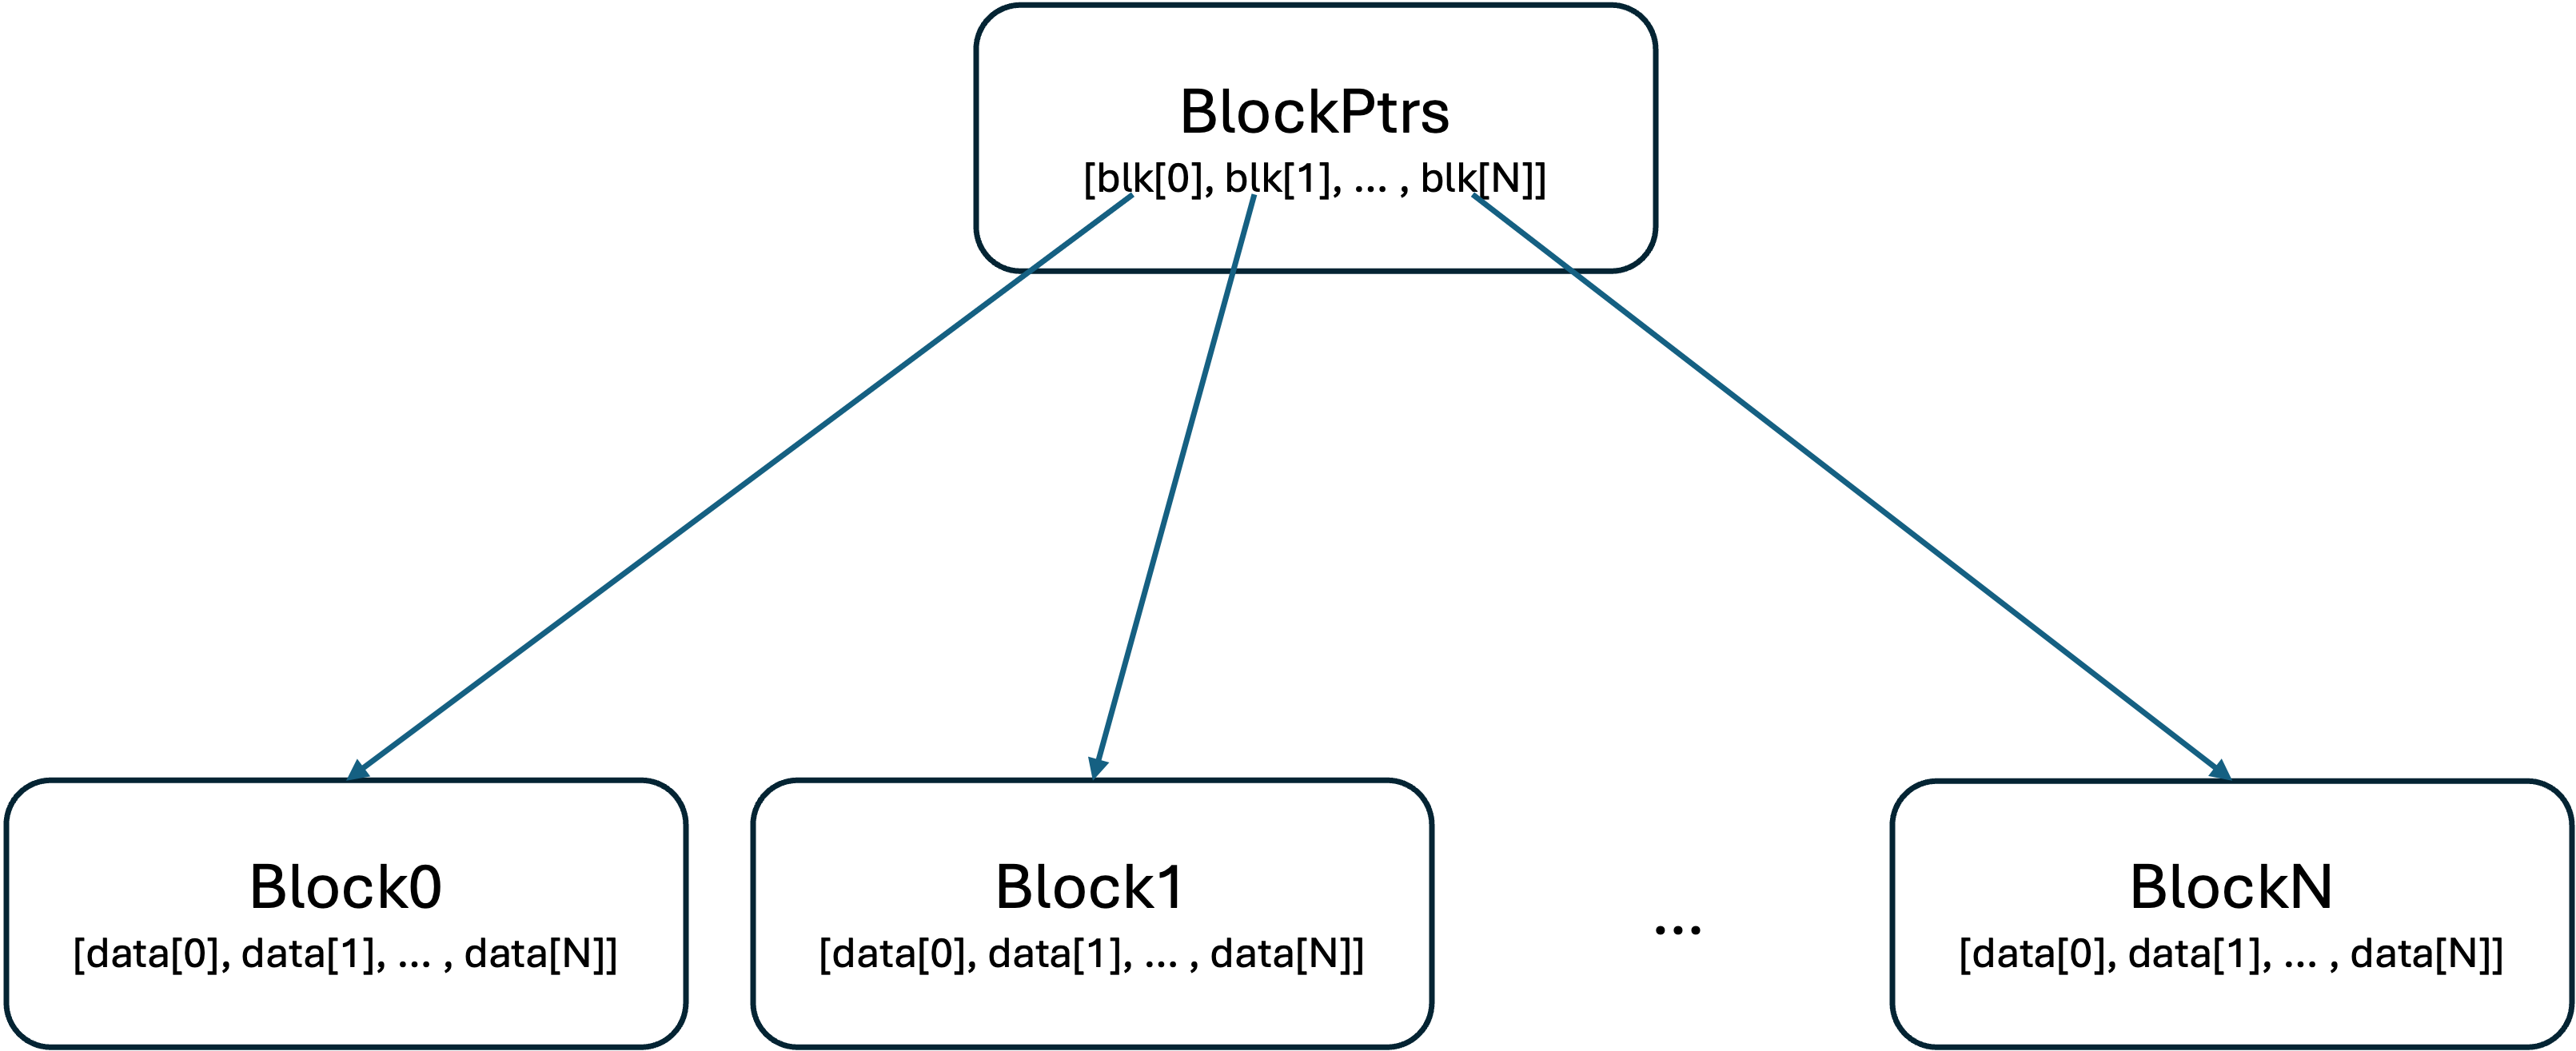 BlockPtrs
[blk[0], blk[1], ... , blk[N]]
Block0
[data[0], data[1], ... , data[N]]
Block1
[data[0], data[1], ... , data[N]]
...
BlockN
[data[0], data[1], ... , data[N]]